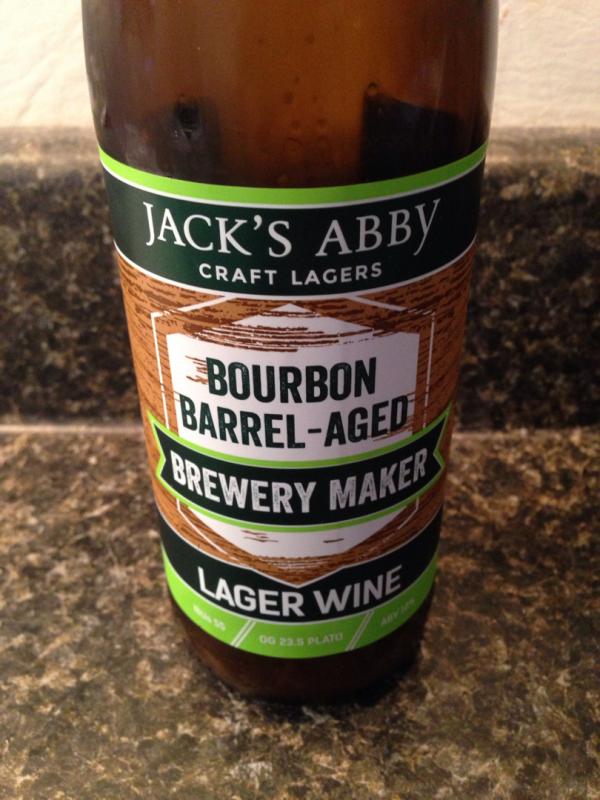 JACK'S ABBY
CRAFT LAGERS
BOURBON
BARREL-AGED
BREWERY MAKER
LAGER WINE
OG 23.5 PLATO